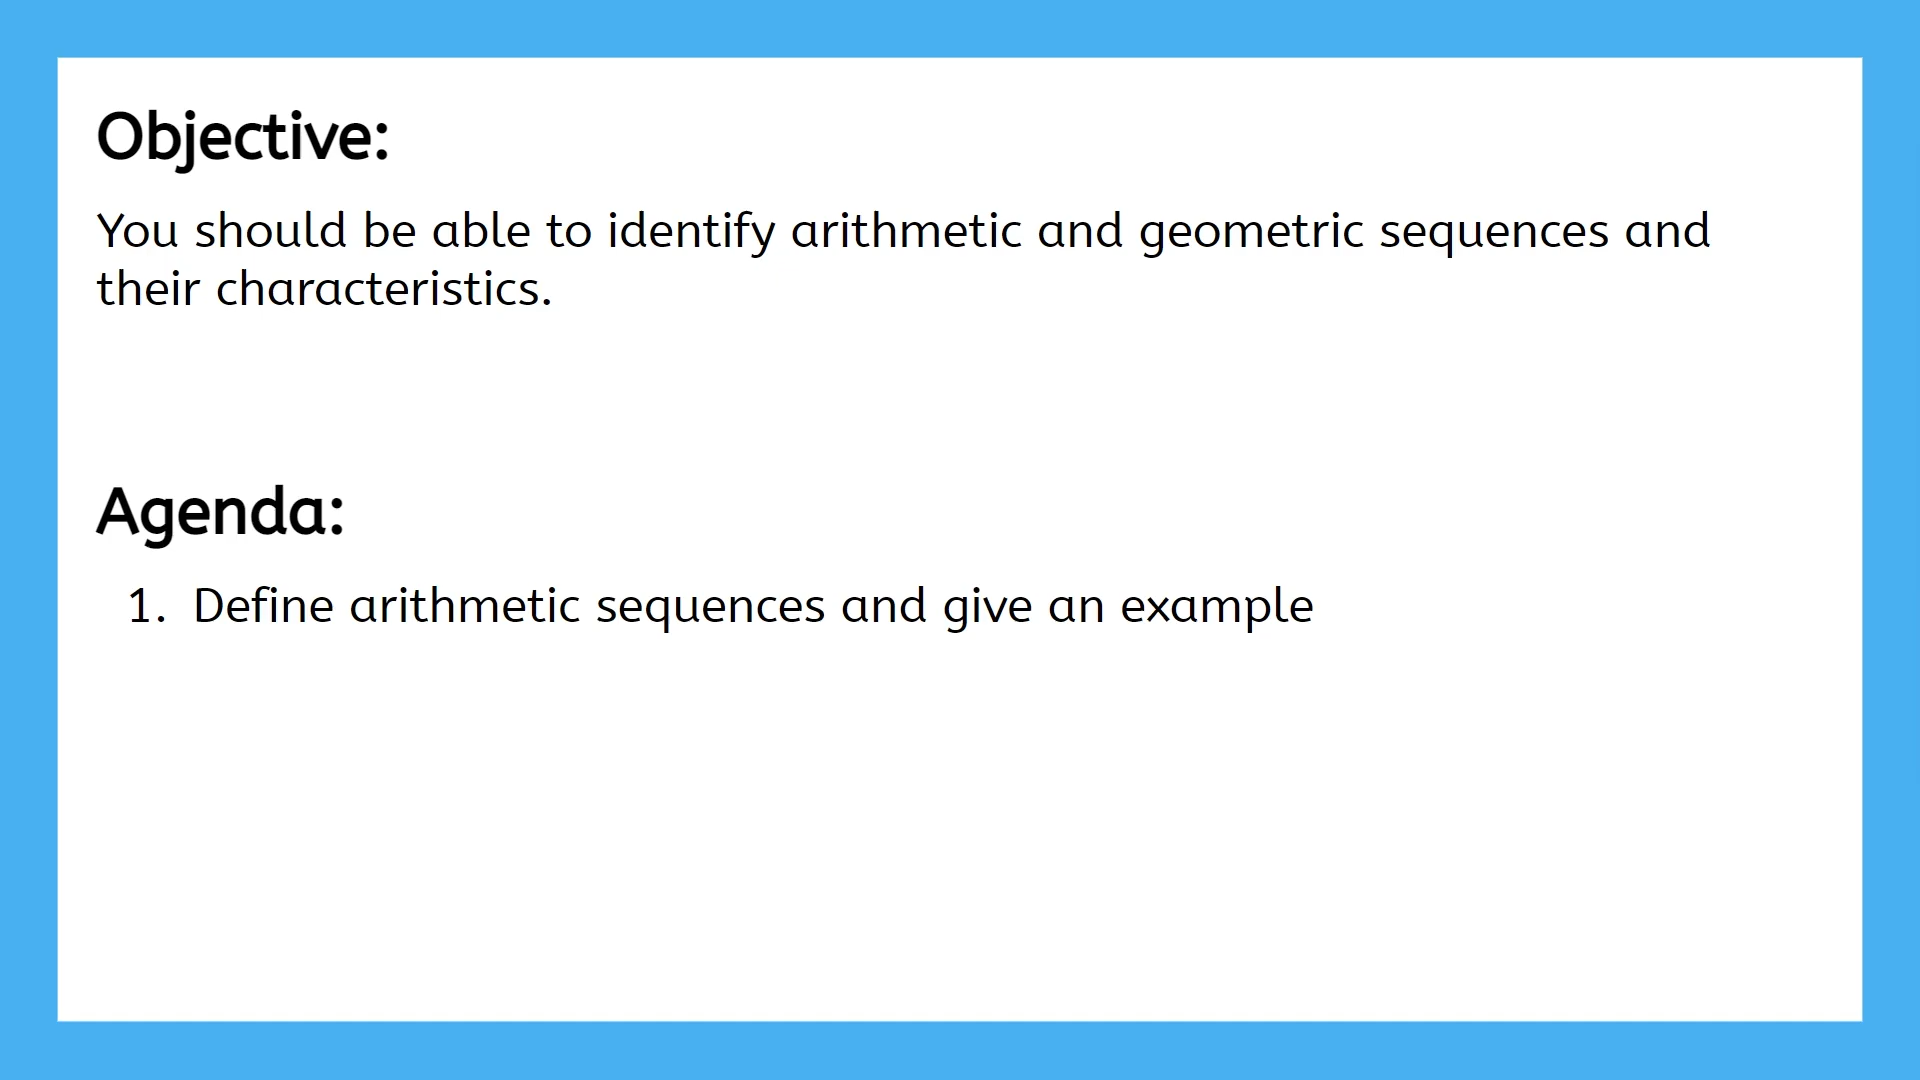 Objective:
You should be able to identify arithmetic and geometric sequences and
their characteristics.
Agenda:
1. Define arithmetic sequences and give an example